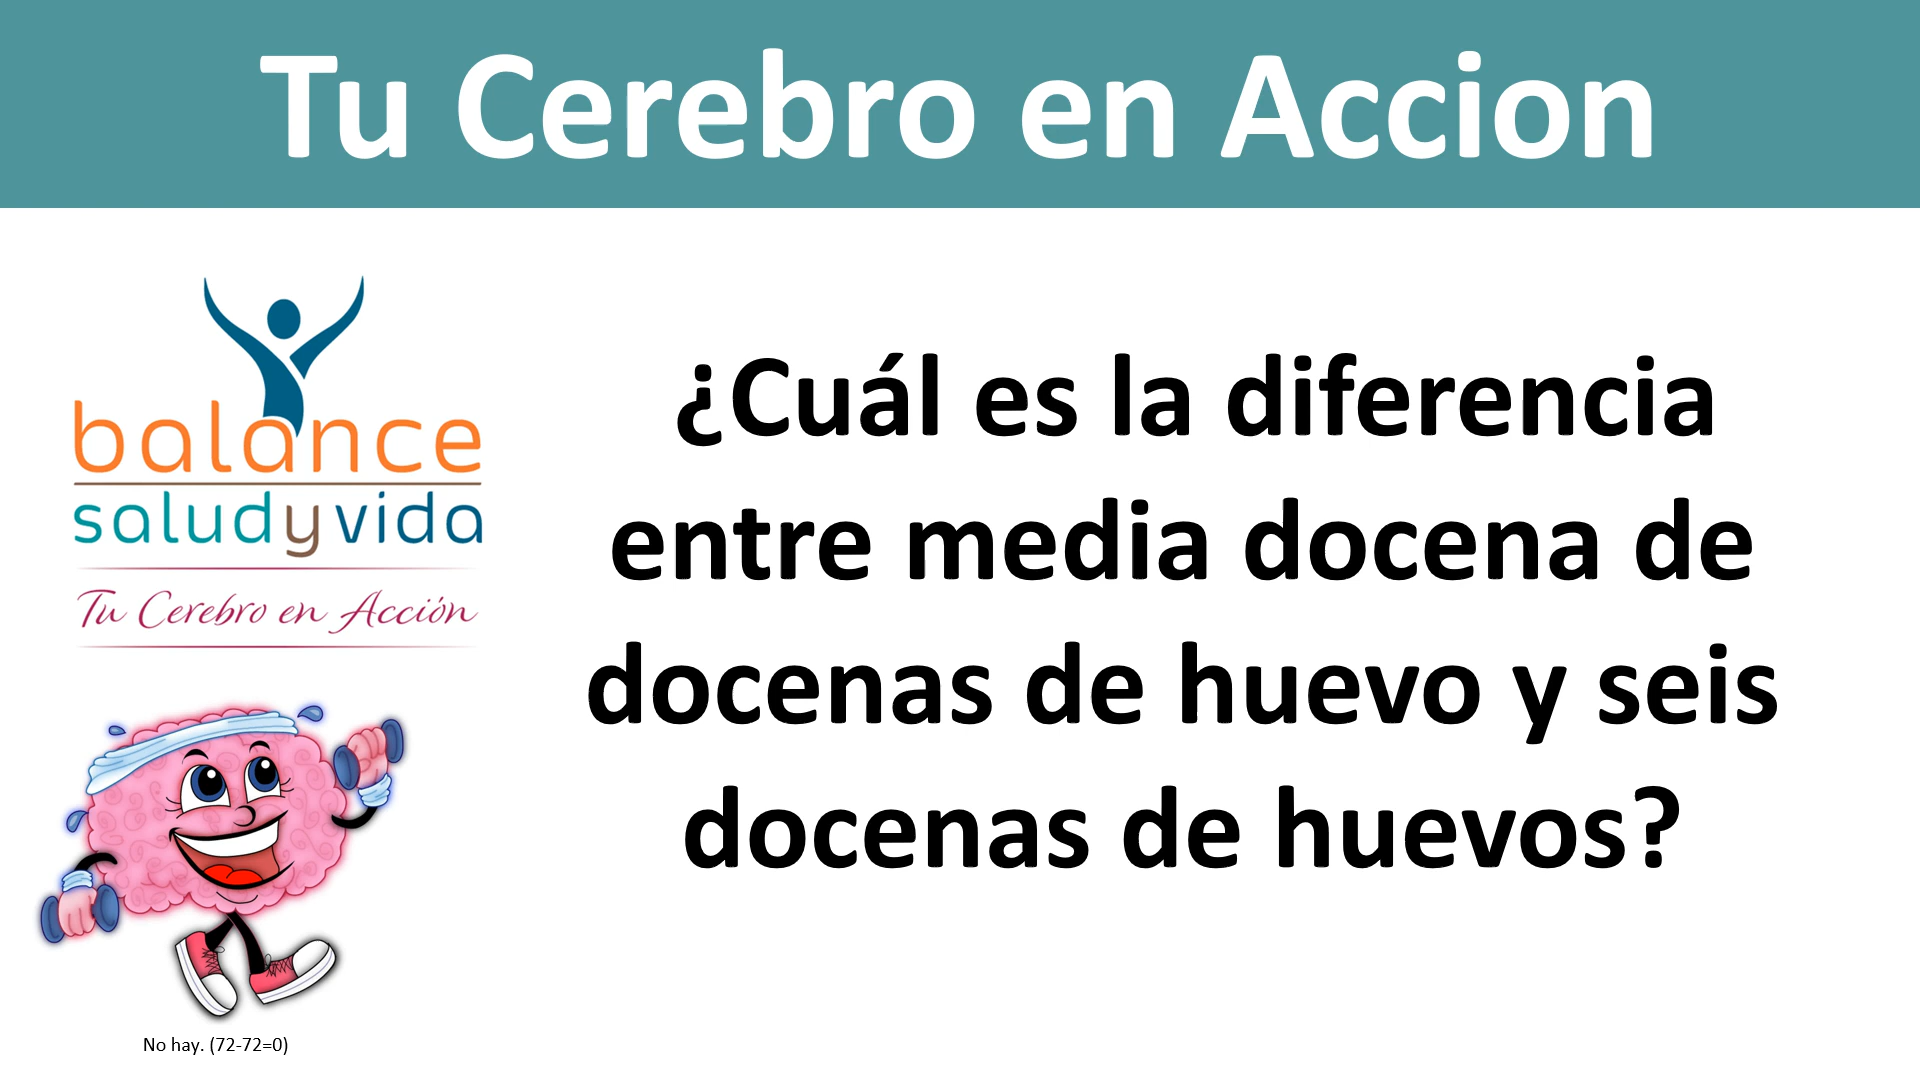 Tu Cerebro en Accion
balance
saludyvida
Tu Cerebro en Acción
¿Cuál es la diferencia
entre media docena de
docenas de huevo y seis
docenas de huevos?
No hay. (72-72=0)